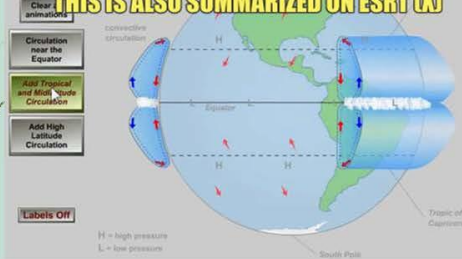 THIS IS ALSO SUMMARIZED ON ESRT (X)
Clear all
animations
convective
circulation
Circulation
near the
Equator
Add Tropical
and Mid-latitude
Circulation
Add High
Latitude
Circulation
H
H
L
Equator
L
L
H
H
Labels Off
H = high pressure
L = low pressure
South Pole
Tropic of
Capricorn